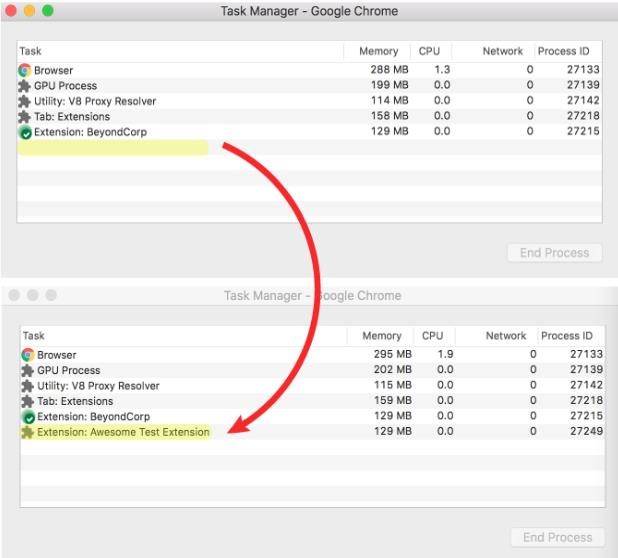 Task Manager - Google Chrome
Task Memory CPU Network Process ID
Browser 288 MB 1.3 0 27133
GPU Process 199 MB 0.0 0 27139
Utility: V8 Proxy Resolver 114 MB 0.0 0 27142
Tab: Extensions 158 MB 0.0 0 27218
Extension: BeyondCorp 129 MB 0.0 0 27215
End Process
Task Manager - Google Chrome
Task Memory CPU Network Process ID
Browser 295 MB 1.9 0 27133
GPU Process 202 MB 0.0 0 27139
Utility: V8 Proxy Resolver 115 MB 0.0 0 27142
Tab: Extensions 159 MB 0.0 0 27218
Extension: BeyondCorp 129 MB 0.0 0 27215
Extension: Awesome Test Extension 129 MB 0.0 0 27249
End Process